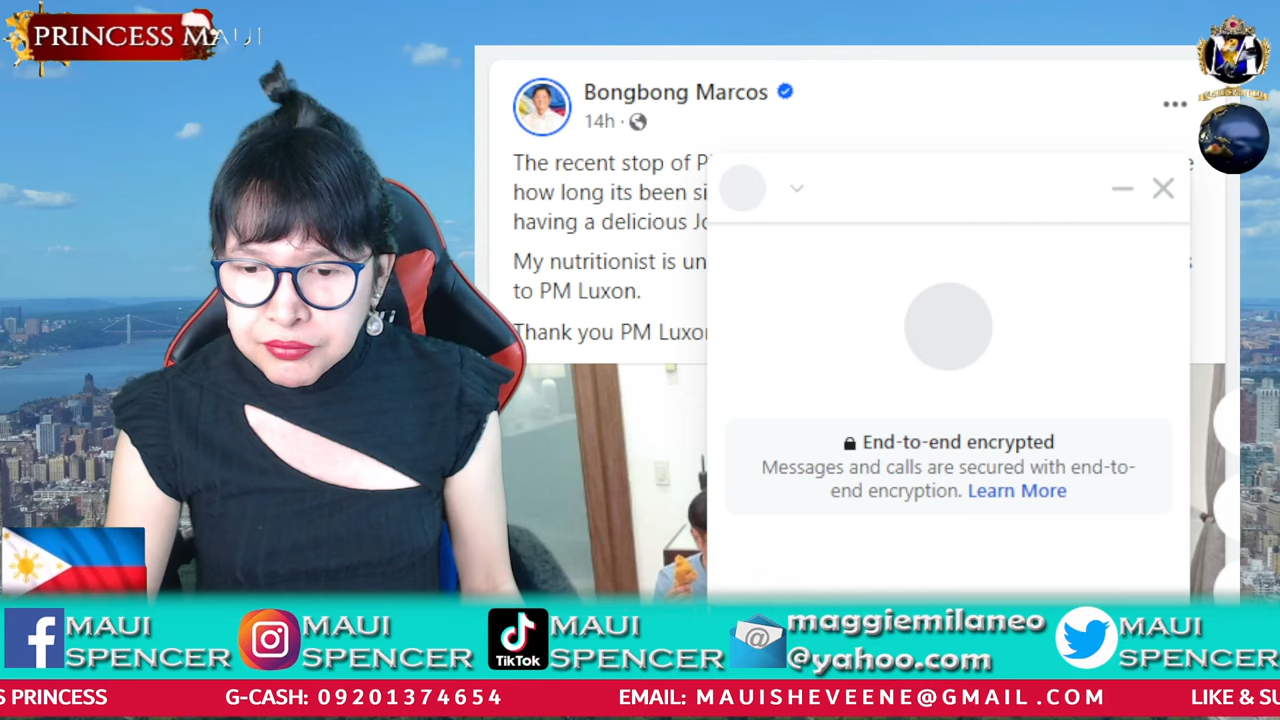 PRINCESS MAUI
Bongbong Marcos
14h
The recent stop of P
how long its been si
having a delicious Jo
My nutritionist is un
to PM Luxon.
Thank you PM Luxon
End-to-end encrypted
Messages and calls are secured with end-to-
end encryption. Learn More
MAUI
SPENCER
MAUI
SPENCER
TikTok
MAUI
SPENCER
maggiemilaneo
@yahoo.com
MAUI
SPENCER
S PRINCESS
G-CASH: 09201374654
EMAIL: MAUISHEVEENE@GMAIL.COM
LIKE & SU